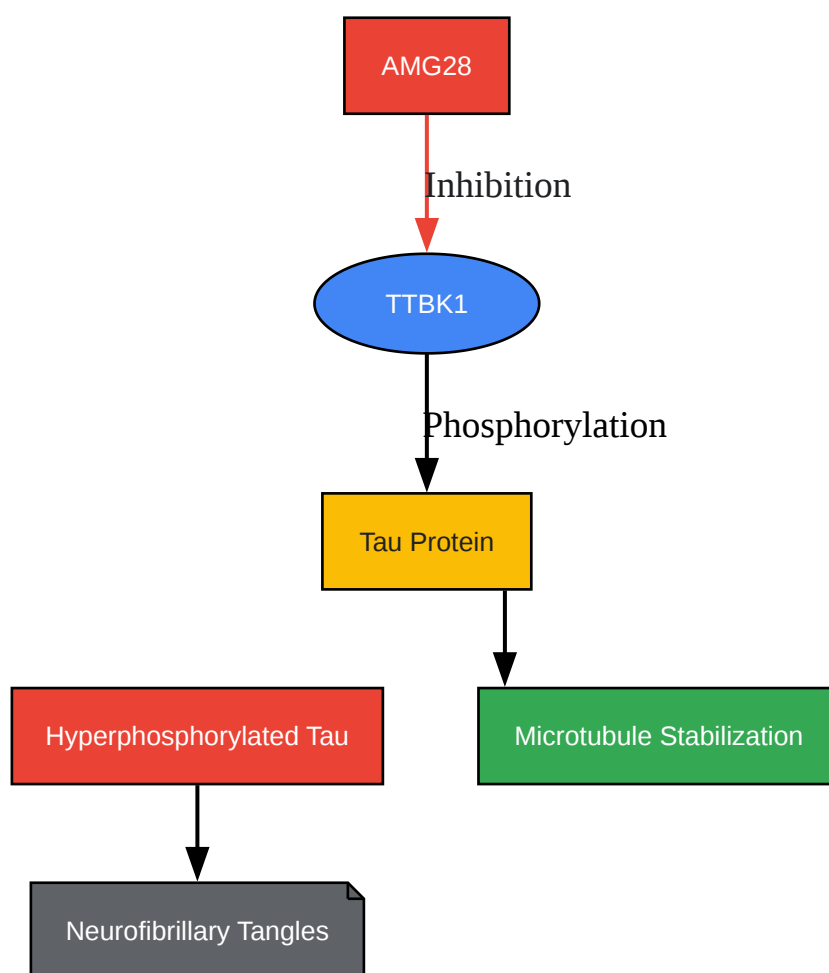 AMG28
Inhibition
TTBK1
Phosphorylation
Tau Protein
Hyperphosphorylated Tau
Microtubule Stabilization
Neurofibrillary Tangles